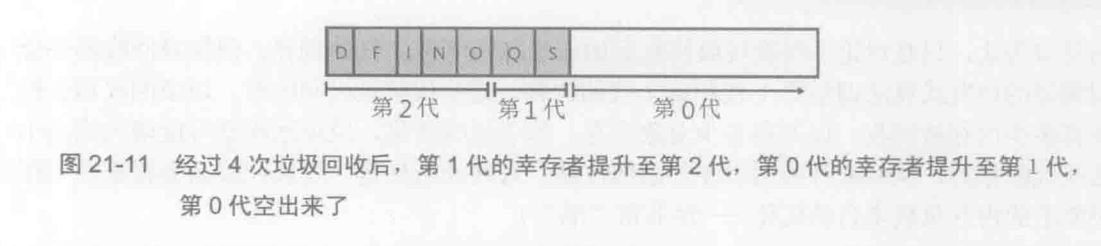 D F I N O Q S
第2代 第1代 第0代
图 21-11 经过 4 次垃圾回收后，第 1 代的幸存者提升至第 2 代，第 0 代的幸存者提升至第 1 代，
第 0 代空出来了